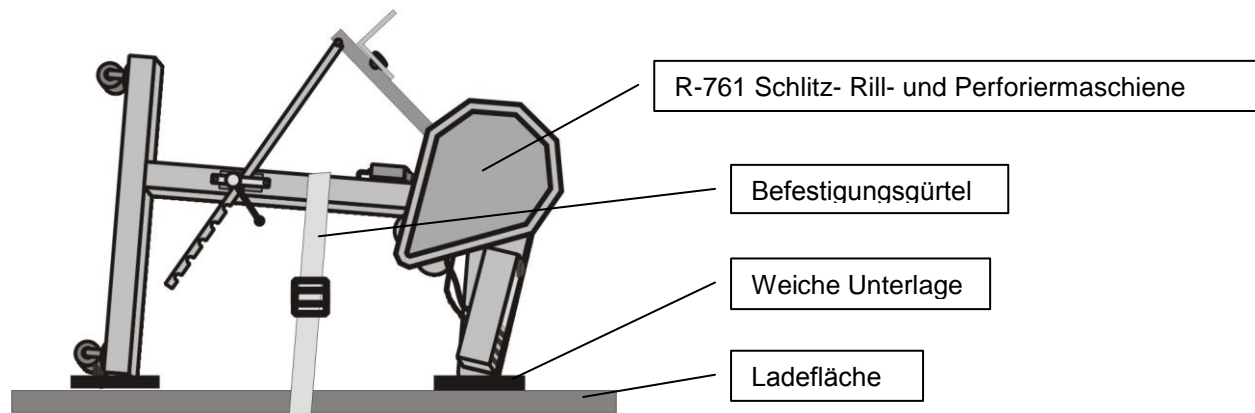 R-761 Schlitz- Rill- und Perforiermaschiene
Befestigungsgürtel
Weiche Unterlage
Ladefläche